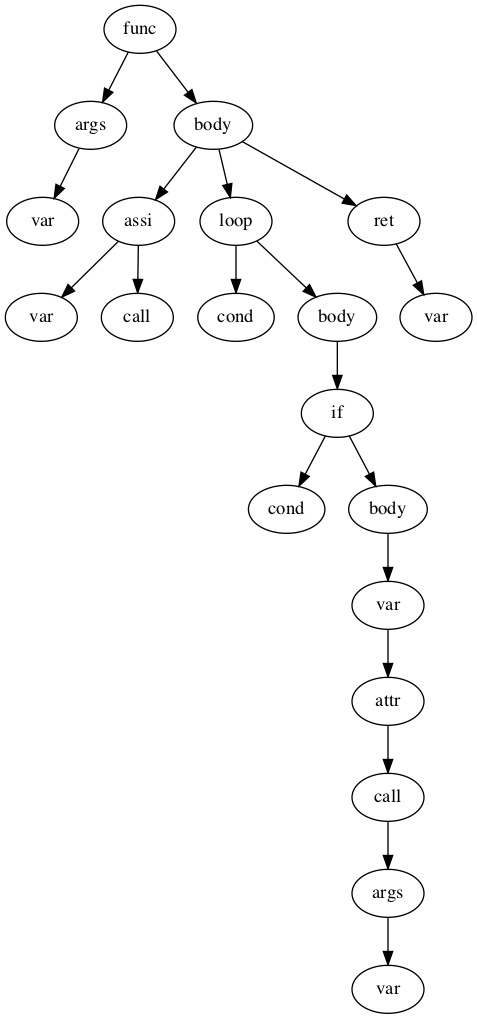 func
args body
var assi loop ret
var call cond body var
if
cond body
var
attr
call
args
var